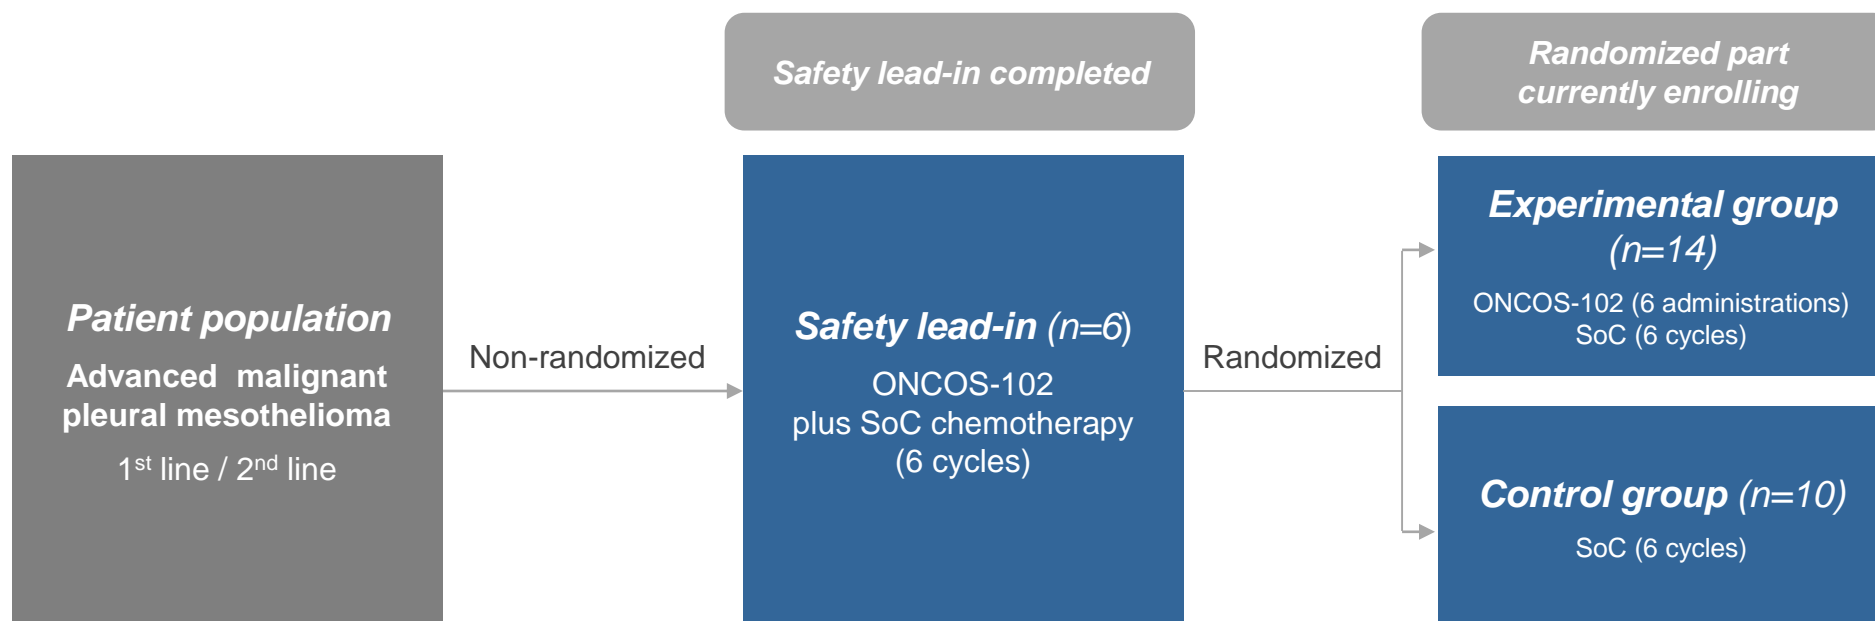 Safety lead-in completed
Randomized part
currently enrolling
Patient population
Advanced malignant
pleural mesothelioma
1st line / 2nd line
Non-randomized
Safety lead-in (n=6)
ONCOS-102
plus SoC chemotherapy
(6 cycles)
Randomized
Experimental group
(n=14)
ONCOS-102 (6 administrations)
SoC (6 cycles)
Control group (n=10)
SoC (6 cycles)